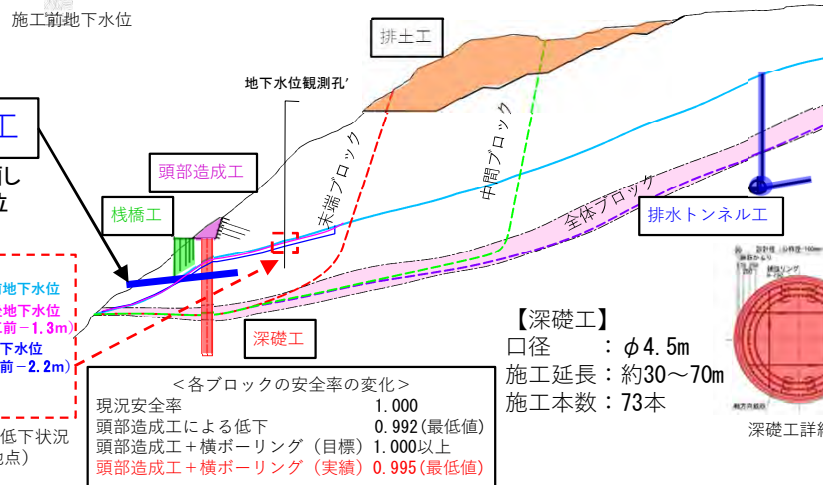 施工前地下水位
排土工
地下水位観測孔'
工
頭部造成工
桟橋工
末端ブロック
中間ブロック
全体ブロック
排水トンネル工
位
前地下水位
後地下水位
前−1.3m)
下水位
前−2.2m)
低下状況
地点)
深礎工
【深礎工】
口径 :φ4.5m
施工延長:約30~70m
施工本数:73本
深礎工詳細
<各ブロックの安全率の変化>
現況安全率 1.000
頭部造成工による低下 0.992(最低値)
頭部造成工+横ボーリング(目標) 1.000以上
頭部造成工+横ボーリング(実績) 0.995(最低値)